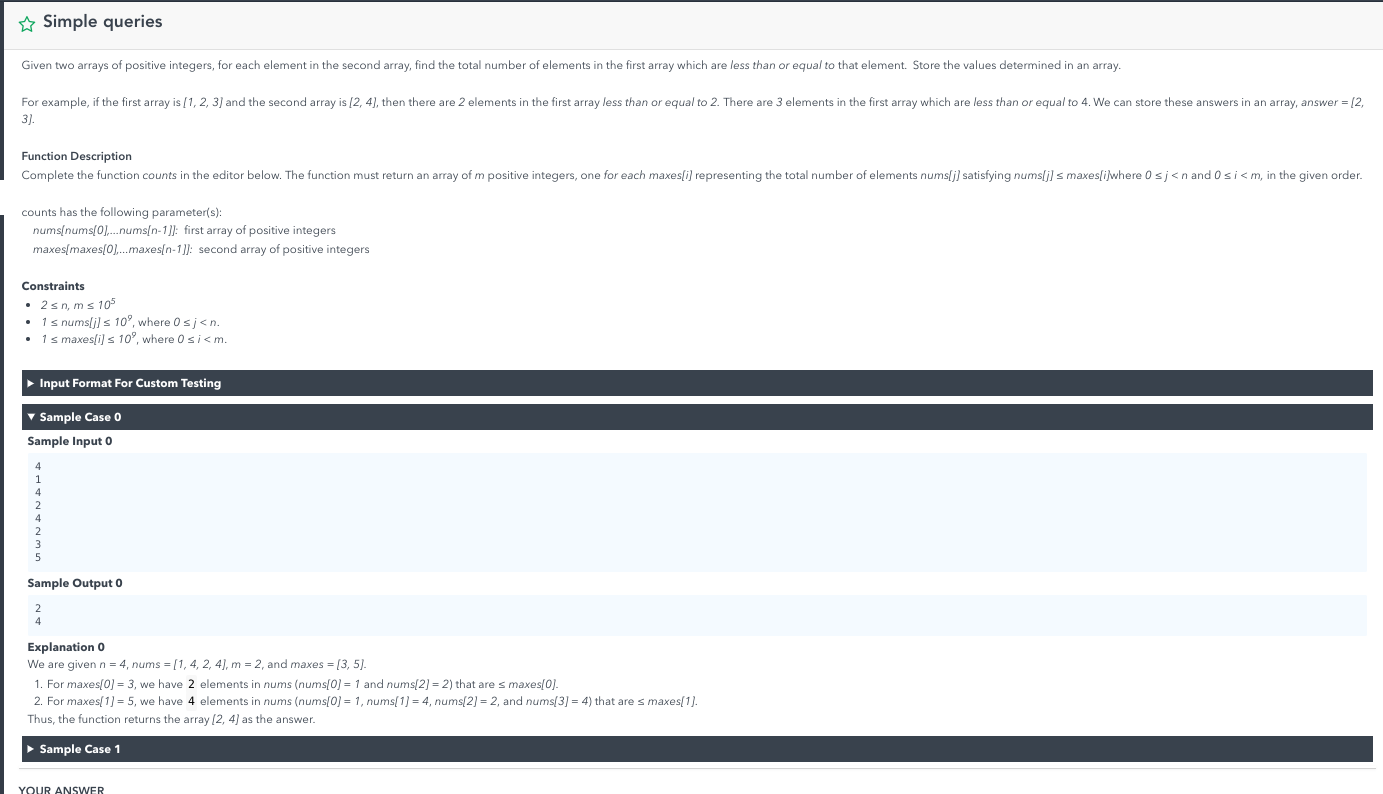 Simple queries
Given two arrays of positive integers, for each element in the second array, find the total number of elements in the first array which are less than or equal to that element.  Store the values determined in an array.
For example, if the first array is [1, 2, 3] and the second array is [2, 4], then there are 2 elements in the first array less than or equal to 2. There are 3 elements in the first array which are less than or equal to 4. We can store these answers in an array, answer = [2,
3].
Function Description
Complete the function counts in the editor below. The function must return an array of m positive integers, one for each maxes[i] representing the total number of elements nums[j] satisfying nums[j] ≤ maxes[i]where 0 ≤ j < n and 0 ≤ i < m, in the given order.
counts has the following parameter(s):
nums[nums[0],...nums[n-1]]:  first array of positive integers
maxes[maxes[0],...maxes[n-1]]:  second array of positive integers
Constraints
• 2 ≤ n, m ≤ 10⁵
• 1 ≤ nums[j] ≤ 10⁹, where 0 ≤ j < n.
• 1 ≤ maxes[i] ≤ 10⁹, where 0 ≤ i < m.
▶ Input Format For Custom Testing
▼ Sample Case 0
Sample Input 0
4
1
4
2
4
2
3
5
Sample Output 0
2
4
Explanation 0
We are given n = 4, nums = [1, 4, 2, 4], m = 2, and maxes = [3, 5].
1. For maxes[0] = 3, we have 2 elements in nums (nums[0] = 1 and nums[2] = 2) that are ≤ maxes[0].
2. For maxes[1] = 5, we have 4 elements in nums (nums[0] = 1, nums[1] = 4, nums[2] = 2, and nums[3] = 4) that are ≤ maxes[1].
Thus, the function returns the array [2, 4] as the answer.
▶ Sample Case 1
YOUR ANSWER